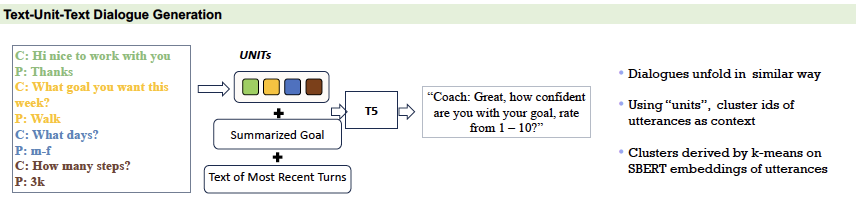 Text-Unit-Text Dialogue Generation
C: Hi nice to work with you
P: Thanks
C: What goal you want this
week?
P: Walk
C: What days?
P: m-f
C: How many steps?
P: 3k
UNITs
+
Summarized Goal
+
Text of Most Recent Turns
T5
“Coach: Great, how confident
are you with your goal, rate
from 1 – 10?”
• Dialogues unfold in similar way
• Using “units”, cluster ids of
utterances as context
• Clusters derived by k-means on
SBERT embeddings of utterances